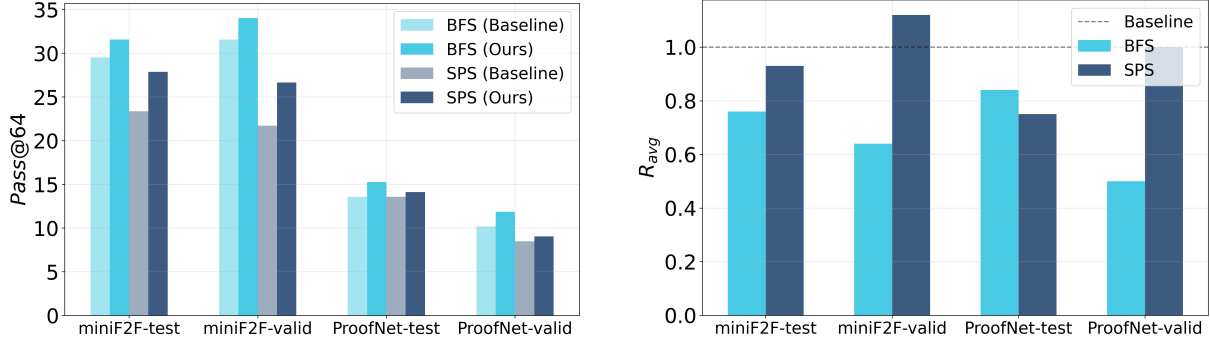 35
30
25
20
15
10
5
0
Pass@64
BFS (Baseline)
BFS (Ours)
SPS (Baseline)
SPS (Ours)
miniF2F-test
miniF2F-valid
ProofNet-test
ProofNet-valid
1.0
0.8
0.6
0.4
0.2
0.0
R_avg
Baseline
BFS
SPS
miniF2F-test
miniF2F-valid
ProofNet-test
ProofNet-valid